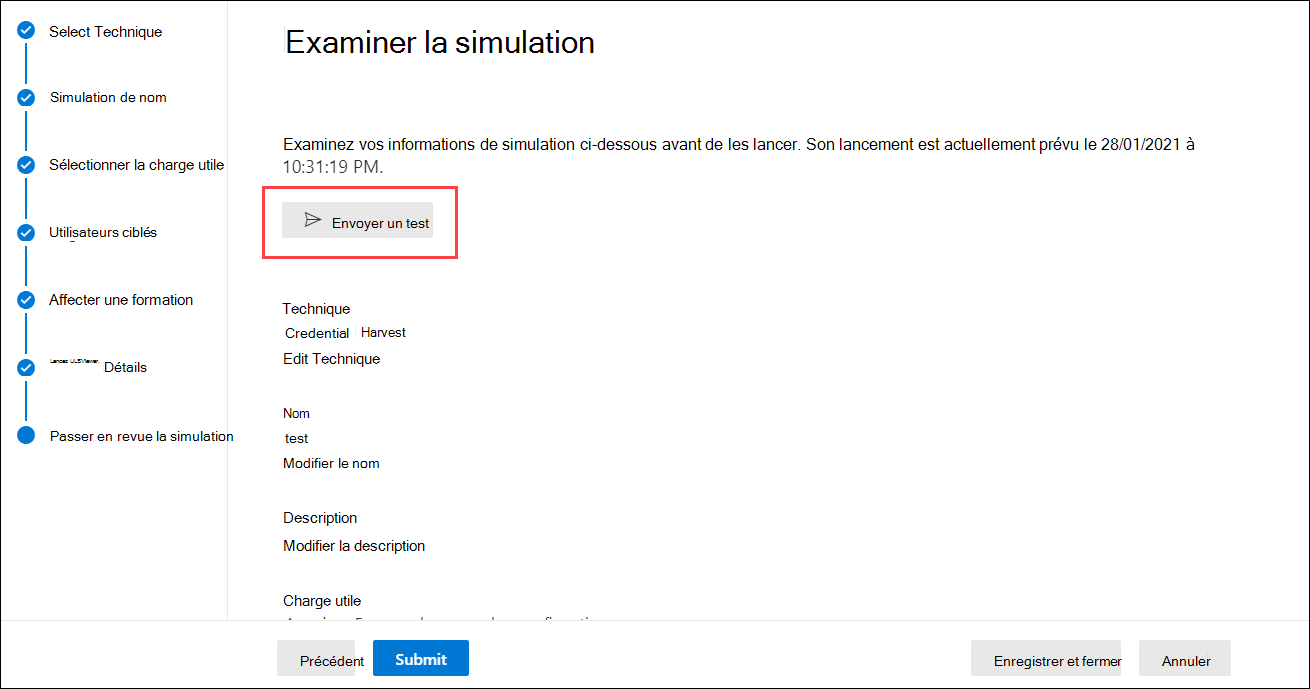 Select Technique
Simulation de nom
Sélectionner la charge utile
Utilisateurs ciblés
Affecter une formation
Lancez ULSViewer. Détails
Passer en revue la simulation
Examiner la simulation
Examinez vos informations de simulation ci-dessous avant de les lancer. Son lancement est actuellement prévu le 28/01/2021 à
10:31:19 PM.
Envoyer un test
Technique
Credential Harvest
Edit Technique
Nom
test
Modifier le nom
Description
Modifier la description
Charge utile
Précédent
Submit
Enregistrer et fermer
Annuler